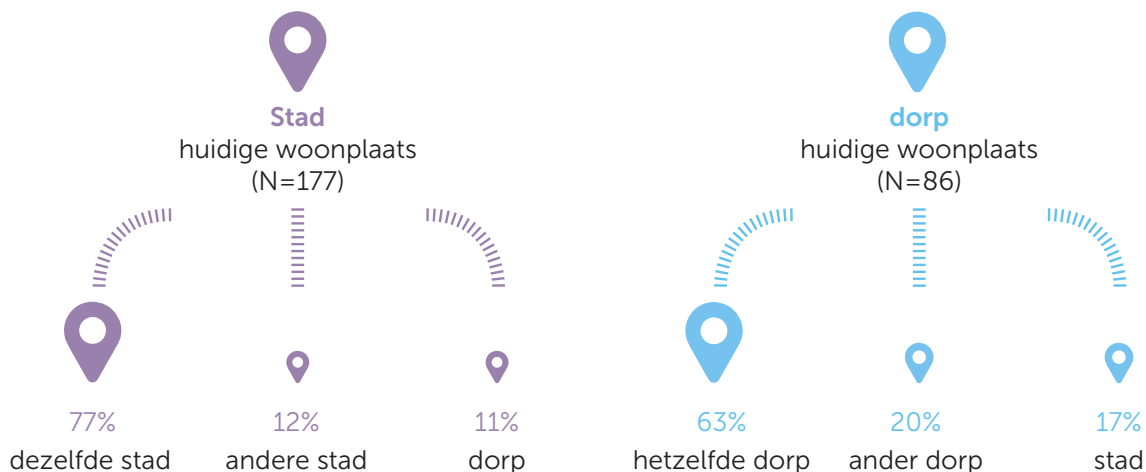 Stad
huidige woonplaats
(N=177)
77%
dezelfde stad
12%
andere stad
11%
dorp
dorp
huidige woonplaats
(N=86)
63%
hetzelfde dorp
20%
ander dorp
17%
stad